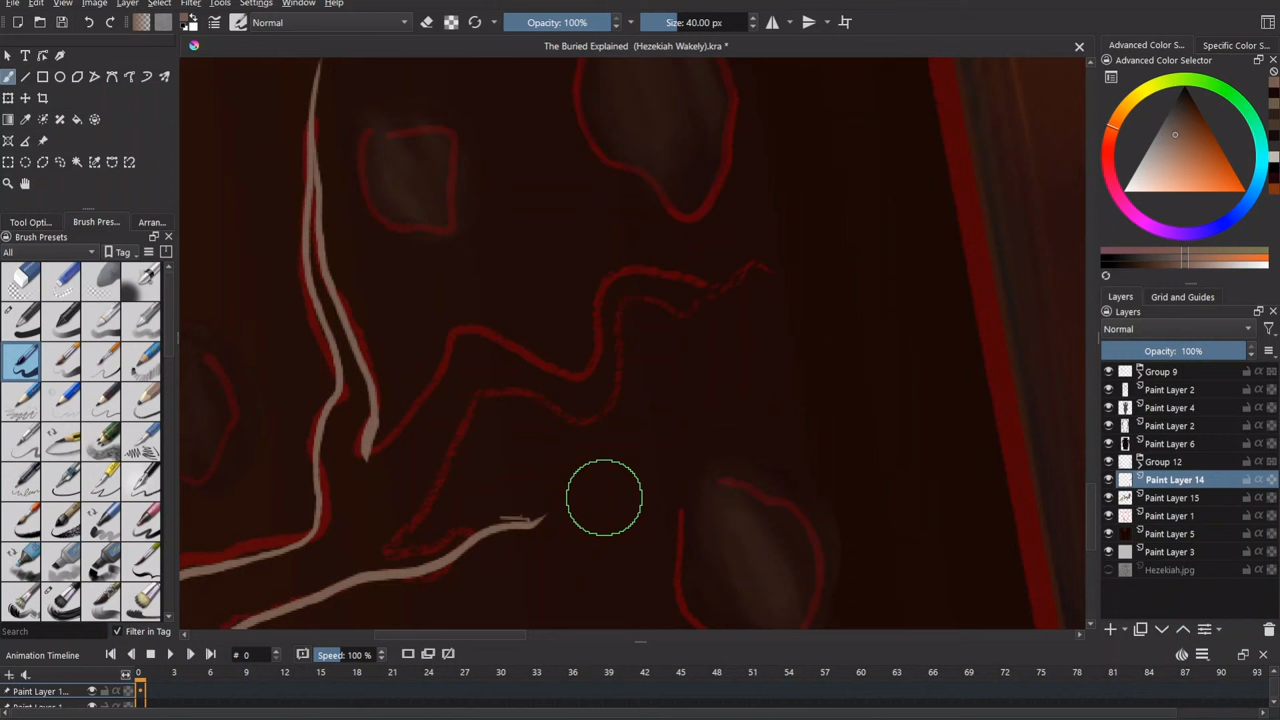 File Edit View Image Layer Select Filter Tools Settings Window Help
Normal Opacity: 100% Size: 40.00 px
The Buried Explained (Hezekiah Wakely).kra *
Tool Opti... Brush Pres... Arran...
Brush Presets
All Tag
Search Filter in Tag
Advanced Color S... Specific Color S...
Advanced Color Selector
Layers Grid and Guides
Layers
Normal
Opacity: 100%
Group 9
Paint Layer 2
Paint Layer 4
Paint Layer 2
Paint Layer 6
Group 12
Paint Layer 14
Paint Layer 15
Paint Layer 1
Paint Layer 5
Paint Layer 3
Hezekiah.jpg
Animation Timeline # 0 Speed: 100 %
0 3 6 9 12 15 18 21 24 27 30 33 36 39 42 45 48 51 54 57 60 63 66 69 72 75 78 81 84 87 90 93
Paint Layer 1...